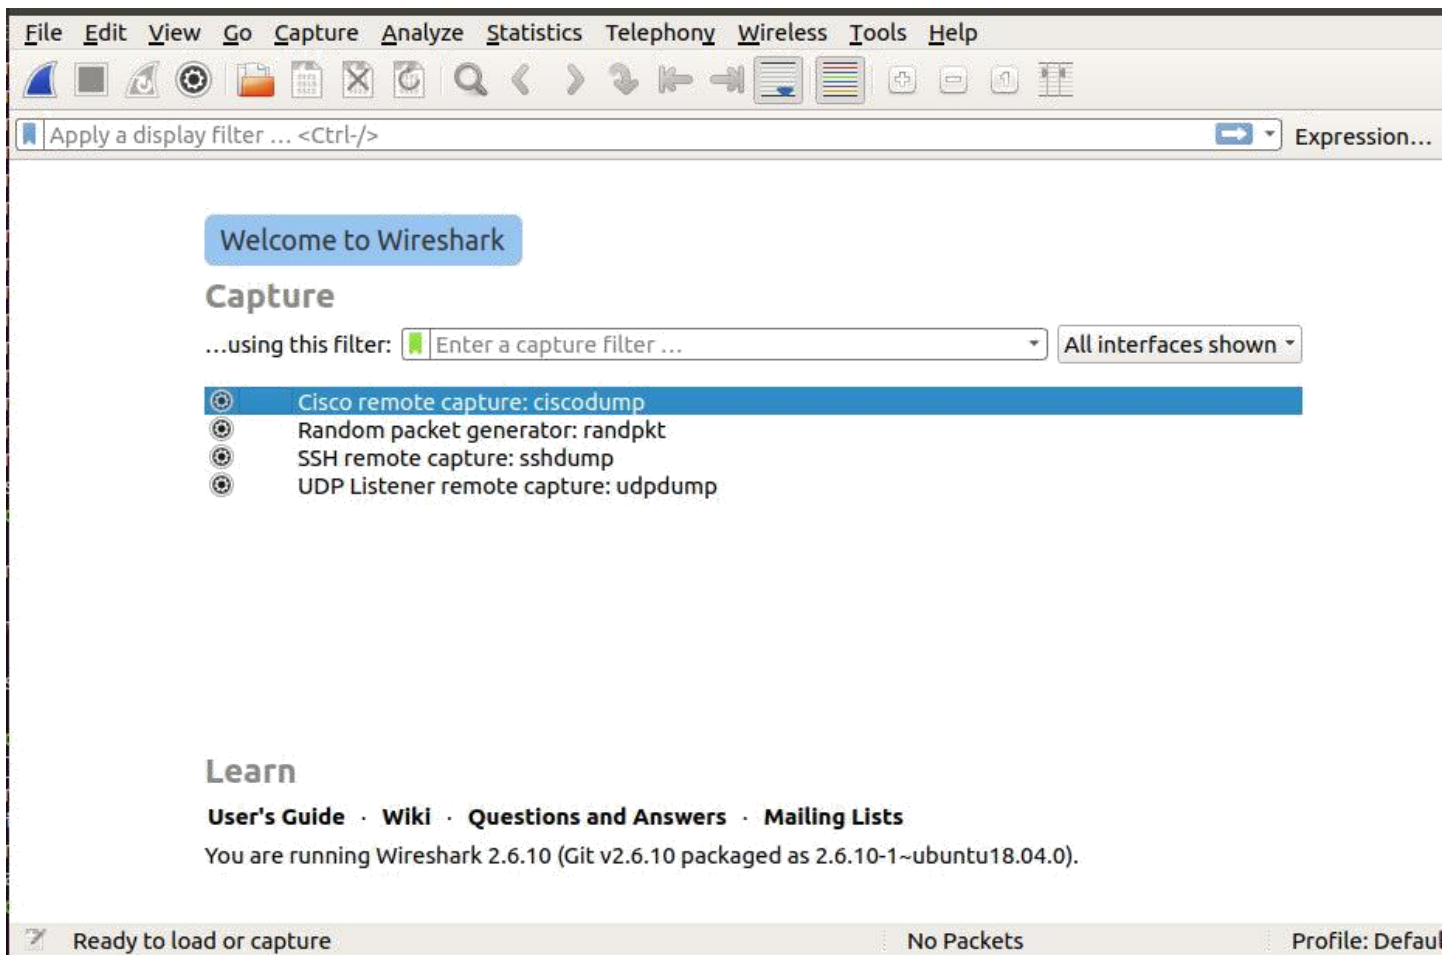 File Edit View Go Capture Analyze Statistics Telephony Wireless Tools Help
Apply a display filter … <Ctrl-/> Expression…
Welcome to Wireshark
Capture
…using this filter: Enter a capture filter … All interfaces shown
Cisco remote capture: ciscodump
Random packet generator: randpkt
SSH remote capture: sshdump
UDP Listener remote capture: udpdump
Learn
User's Guide · Wiki · Questions and Answers · Mailing Lists
You are running Wireshark 2.6.10 (Git v2.6.10 packaged as 2.6.10-1~ubuntu18.04.0).
Ready to load or capture No Packets Profile: Defaul